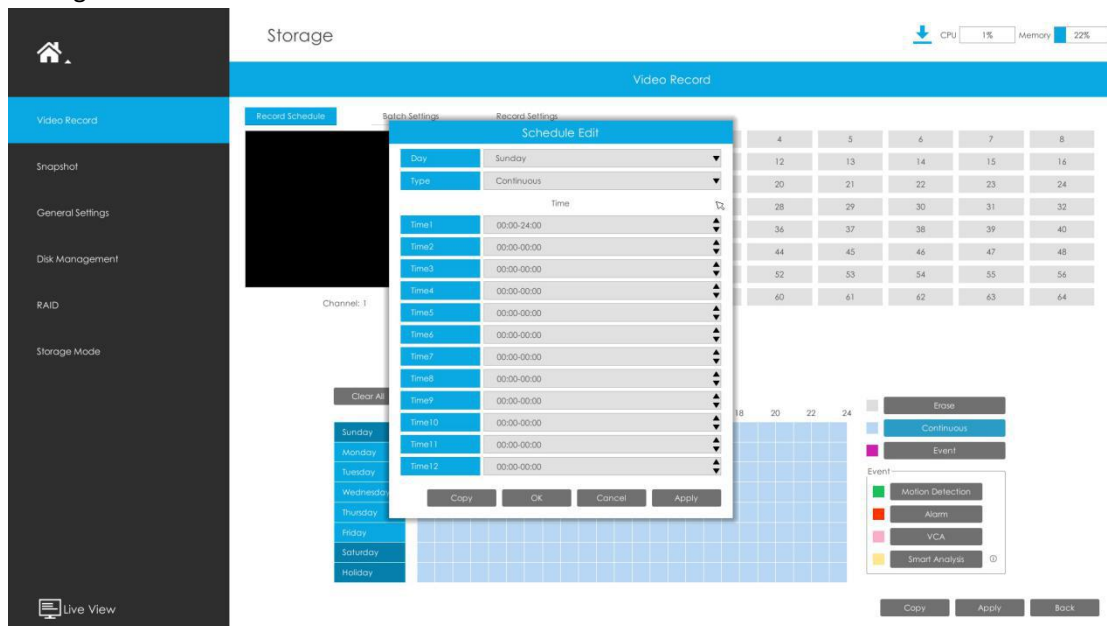 Storage
CPU 1% Memory 22%
Video Record
Video Record
Snapshot
General Settings
Disk Management
RAID
Storage Mode
Live View
Record Schedule Batch Settings Record Settings
4 5 6 7 8
12 13 14 15 16
20 21 22 23 24
28 29 30 31 32
36 37 38 39 40
44 45 46 47 48
52 53 54 55 56
60 61 62 63 64
Channel: 1
Schedule Edit
Day Sunday
Type Continuous
Time
Time1 00:00-24:00
Time2 00:00-00:00
Time3 00:00-00:00
Time4 00:00-00:00
Time5 00:00-00:00
Time6 00:00-00:00
Time7 00:00-00:00
Time8 00:00-00:00
Time9 00:00-00:00
Time10 00:00-00:00
Time11 00:00-00:00
Time12 00:00-00:00
Copy OK Cancel Apply
Clear All
18 20 22 24
Sunday
Monday
Tuesday
Wednesday
Thursday
Friday
Saturday
Holiday
Erase
Continuous
Event
Event
Motion Detection
Alarm
VCA
Smart Analysis
Copy Apply Back